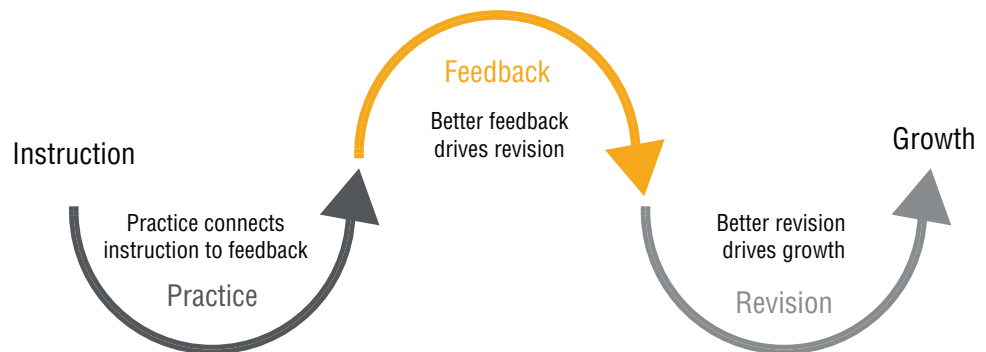 Instruction
Practice connects
instruction to feedback
Practice
Feedback
Better feedback
drives revision
Better revision
drives growth
Revision
Growth